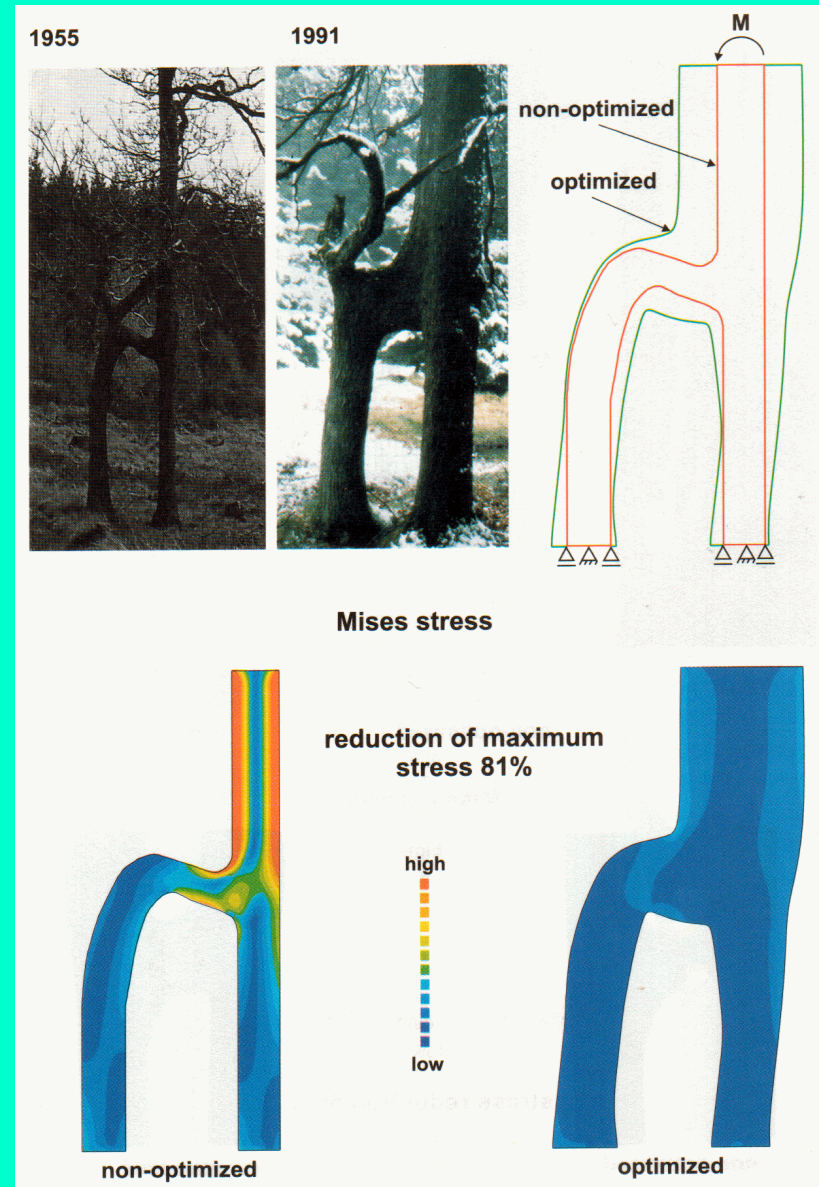 1955
1991
M
non-optimized
optimized
Mises stress
reduction of maximum
stress 81%
high
low
non-optimized
optimized